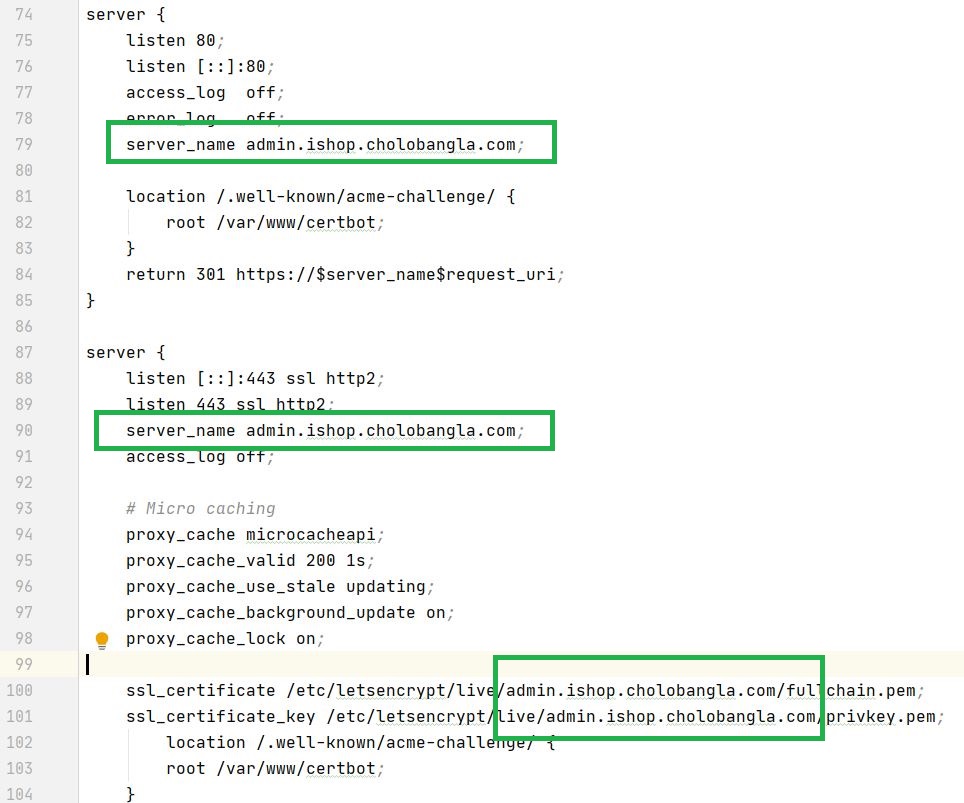 74 server {
75 listen 80;
76 listen [::]:80;
77 access_log  off;
78 error_log   off;
79 server_name admin.ishop.cholobangla.com;
80
81 location /.well-known/acme-challenge/ {
82 root /var/www/certbot;
83 }
84 return 301 https://$server_name$request_uri;
85 }
86
87 server {
88 listen [::]:443 ssl http2;
89 listen 443 ssl http2;
90 server_name admin.ishop.cholobangla.com;
91 access_log off;
92
93 # Micro caching
94 proxy_cache microcacheapi;
95 proxy_cache_valid 200 1s;
96 proxy_cache_use_stale updating;
97 proxy_cache_background_update on;
98 proxy_cache_lock on;
99
100 ssl_certificate /etc/letsencrypt/live/admin.ishop.cholobangla.com/fullchain.pem;
101 ssl_certificate_key /etc/letsencrypt/live/admin.ishop.cholobangla.com/privkey.pem;
102 location /.well-known/acme-challenge/ {
103 root /var/www/certbot;
104 }